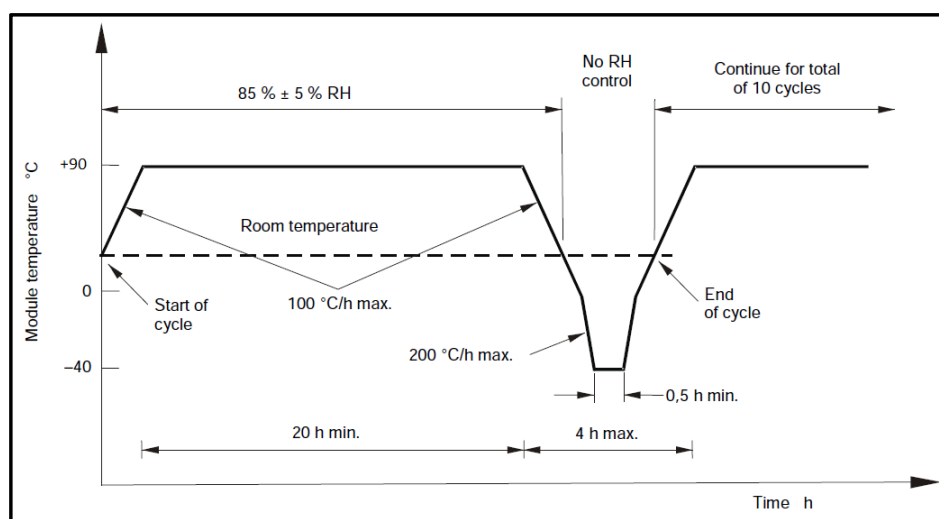 No RH
control
Continue for total
of 10 cycles
85 % ± 5 % RH
Module temperature °C
+90
Room temperature
0
Start of
cycle
100 °C/h max.
End
of cycle
200 °C/h max.
–40
0,5 h min.
20 h min.
4 h max.
Time h